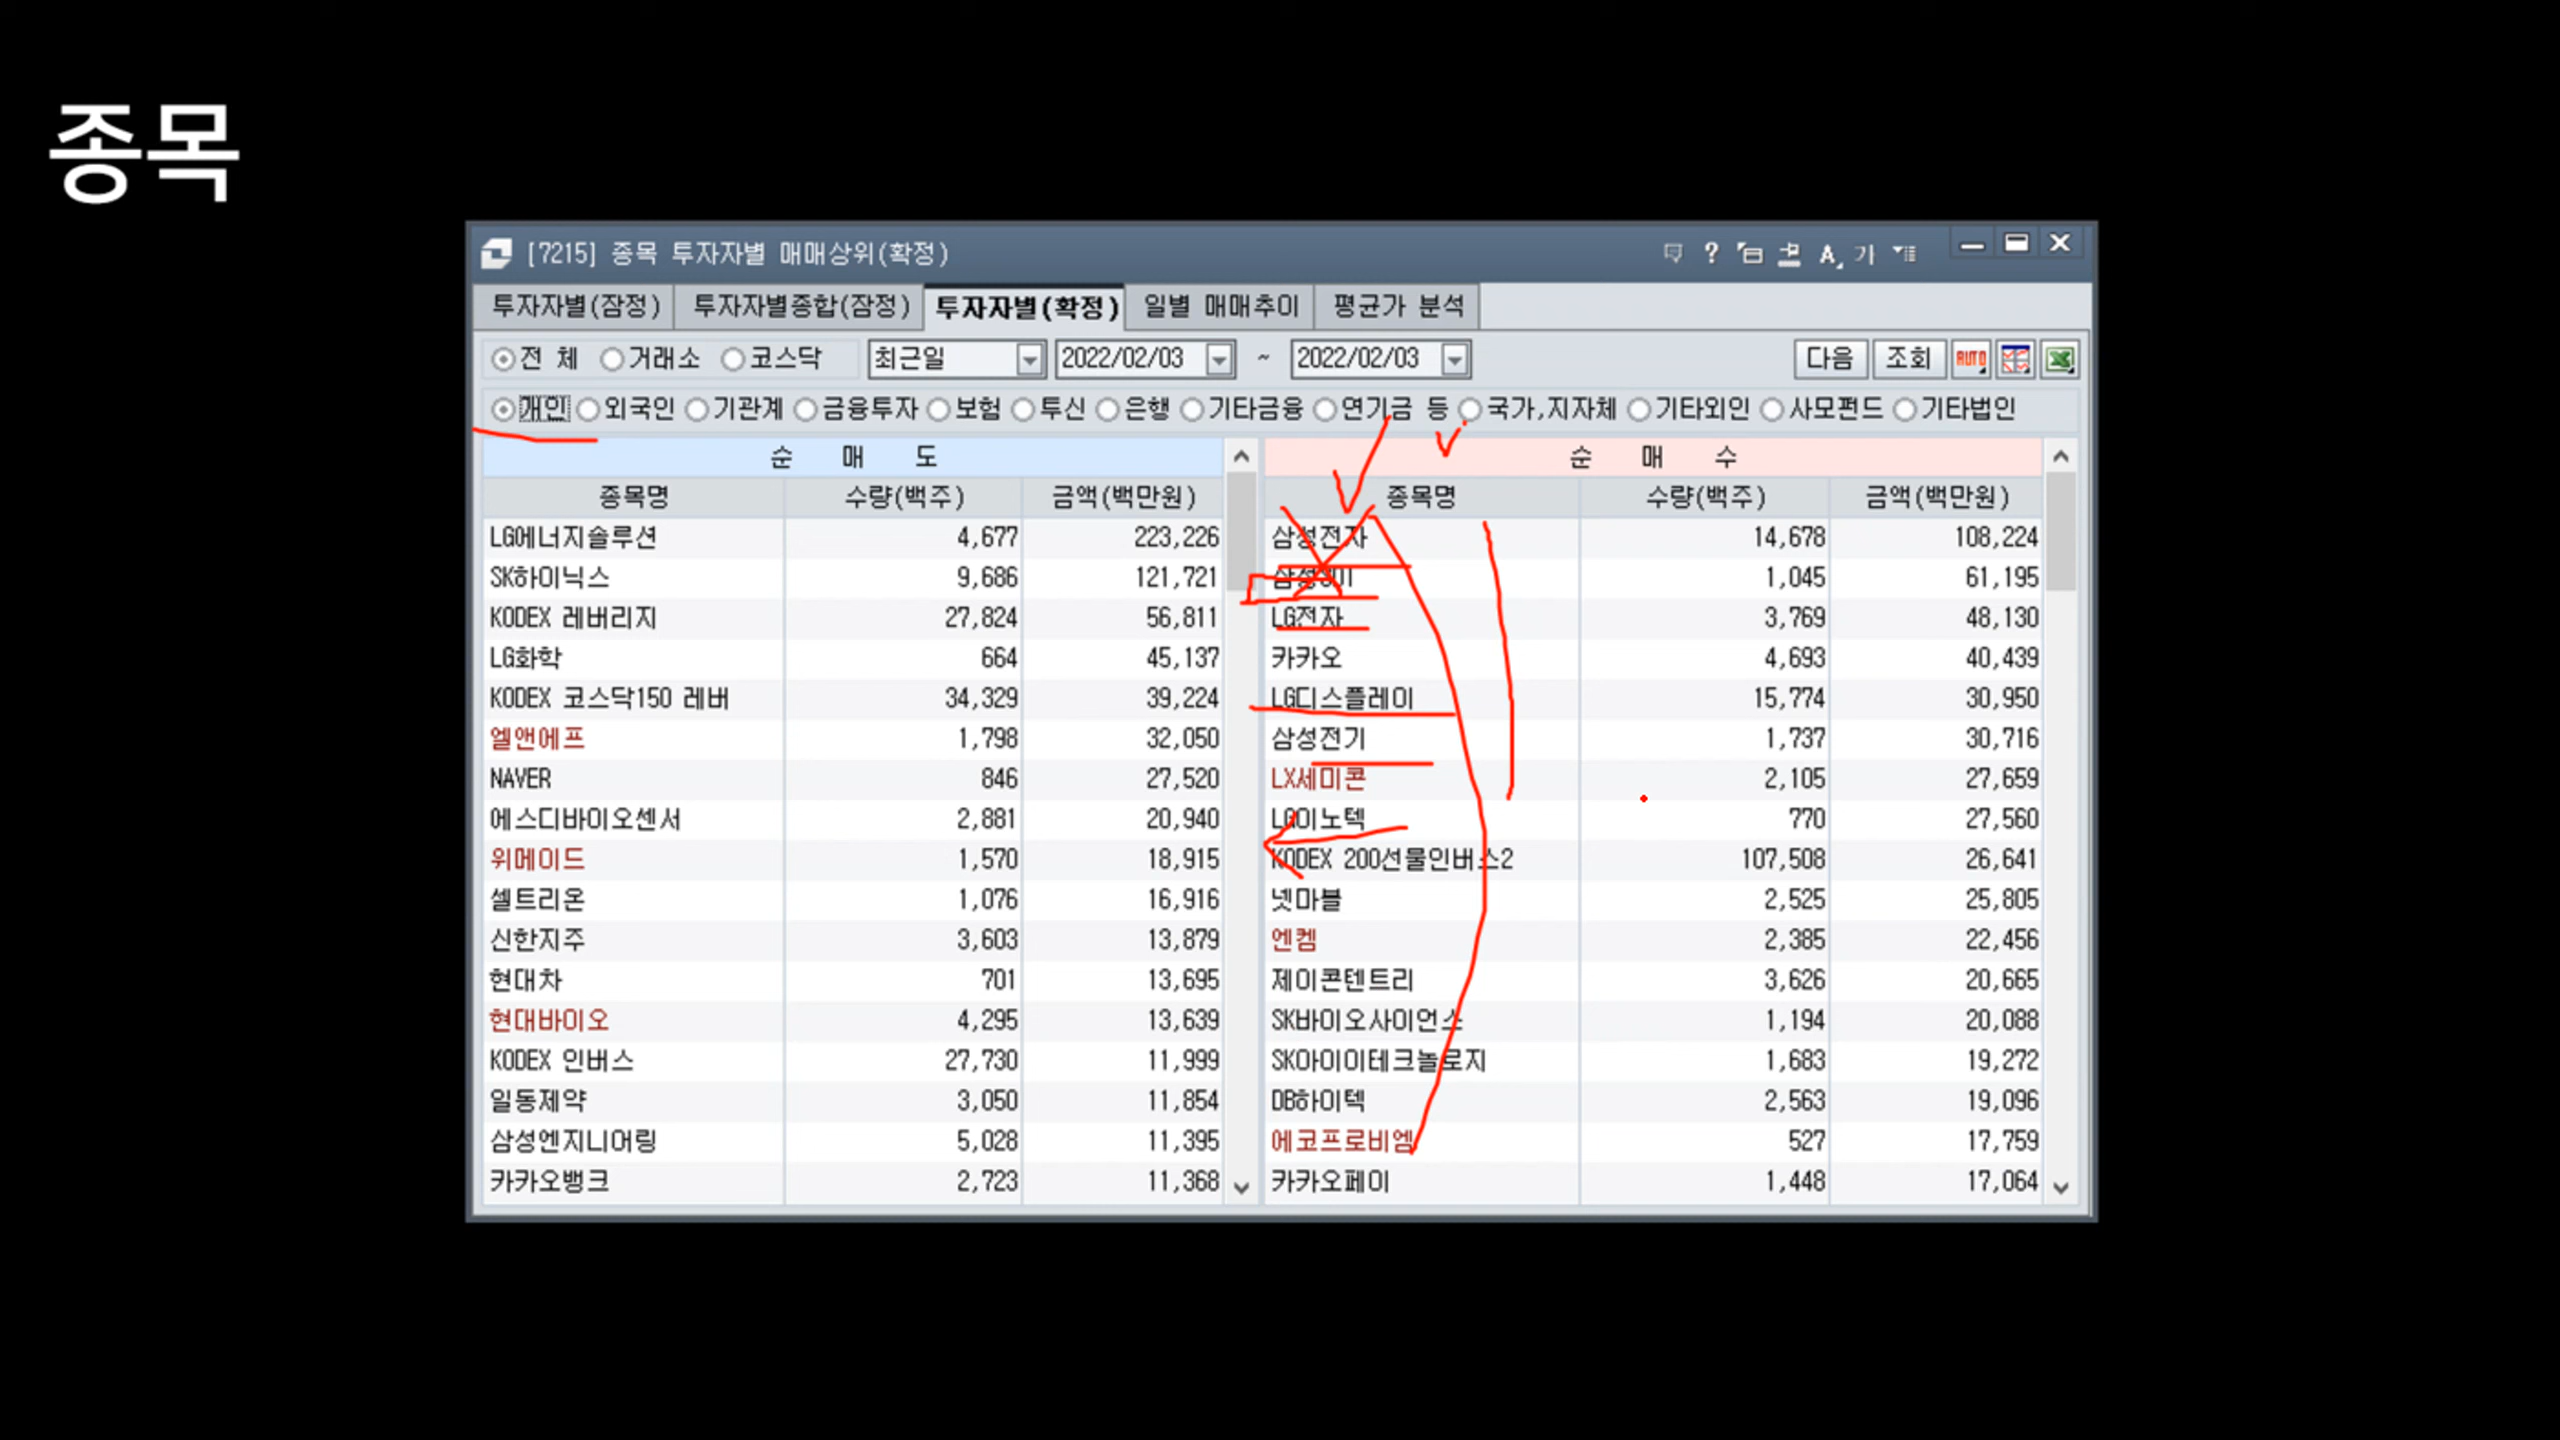 종목
[7215] 종목 투자자별 매매상위(확정)
투자자별(잠정) 투자자별종합(잠정) 투자자별(확정) 일별 매매추이 평균가 분석
전 체 거래소 코스닥 최근일 2022/02/03 ~ 2022/02/03 다음 조회 AUTO
개인 외국인 기관계 금융투자 보험 투신 은행 기타금융 연기금 등 국가,지자체 기타외인 사모펀드 기타법인
순 매 도 순 매 수
종목명 수량(백주) 금액(백만원) 종목명 수량(백주) 금액(백만원)
LG에너지솔루션 4,677 223,226 삼성전자 14,678 108,224
SK하이닉스 9,686 121,721 삼성SDI 1,045 61,195
KODEX 레버리지 27,824 56,811 LG전자 3,769 48,130
LG화학 664 45,137 카카오 4,693 40,439
KODEX 코스닥150 레버 34,329 39,224 LG디스플레이 15,774 30,950
엘앤에프 1,798 32,050 삼성전기 1,737 30,716
NAVER 846 27,520 LX세미콘 2,105 27,659
에스디바이오센서 2,881 20,940 LG이노텍 770 27,560
위메이드 1,570 18,915 KODEX 200선물인버스2 107,508 26,641
셀트리온 1,076 16,916 넷마블 2,525 25,805
신한지주 3,603 13,879 엔켐 2,385 22,456
현대차 701 13,695 제이콘텐트리 3,626 20,665
현대바이오 4,295 13,639 SK바이오사이언스 1,194 20,088
KODEX 인버스 27,730 11,999 SK아이이테크놀로지 1,683 19,272
일동제약 3,050 11,854 DB하이텍 2,563 19,096
삼성엔지니어링 5,028 11,395 에코프로비엠 527 17,759
카카오뱅크 2,723 11,368 카카오페이 1,448 17,064